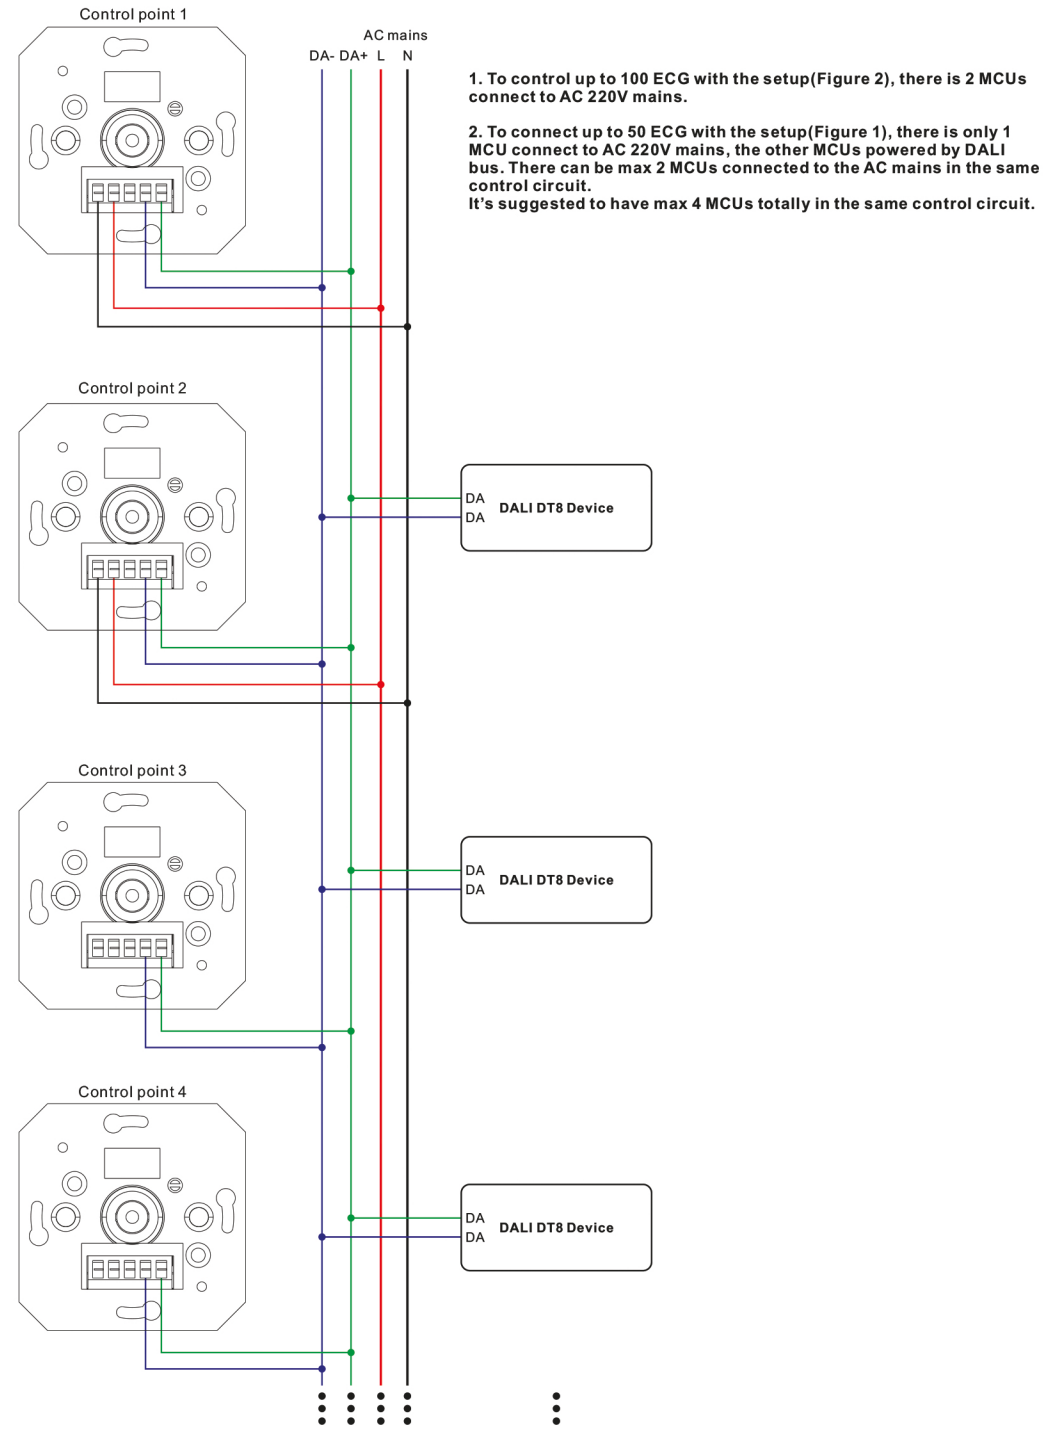 Control point 1
AC mains
DA- DA+ L N
1. To control up to 100 ECG with the setup(Figure 2), there is 2 MCUs
connect to AC 220V mains.
2. To connect up to 50 ECG with the setup(Figure 1), there is only 1
MCU connect to AC 220V mains, the other MCUs powered by DALI
bus. There can be max 2 MCUs connected to the AC mains in the same
control circuit.
It's suggested to have max 4 MCUs totally in the same control circuit.
Control point 2
DA
DALI DT8 Device
DA
Control point 3
DA
DALI DT8 Device
DA
Control point 4
DA
DALI DT8 Device
DA